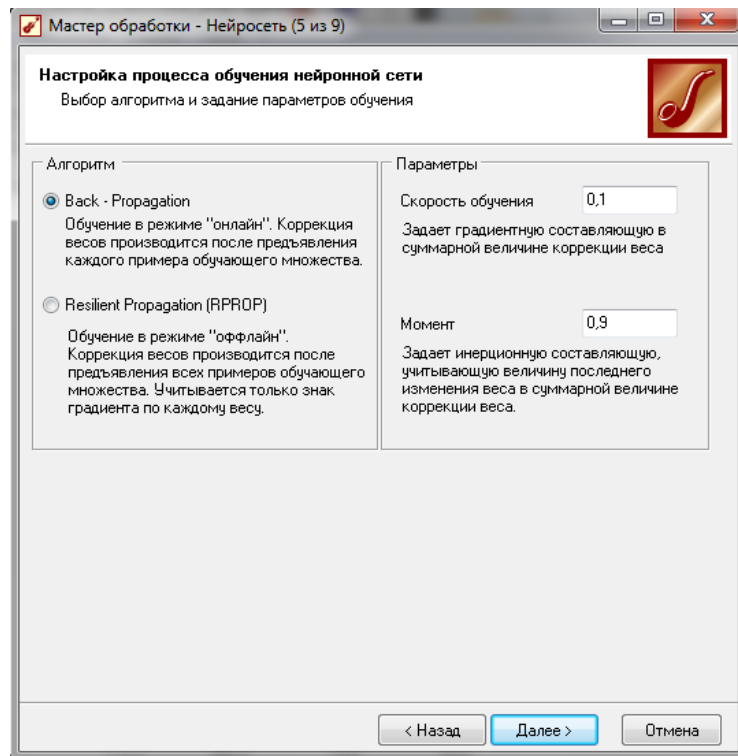 Мастер обработки - Нейросеть (5 из 9)
Настройка процесса обучения нейронной сети
Выбор алгоритма и задание параметров обучения
Алгоритм
Back - Propagation
Обучение в режиме "онлайн". Коррекция
весов производится после предъявления
каждого примера обучающего множества.
Resilient Propagation (RPROP)
Обучение в режиме "оффлайн".
Коррекция весов производится после
предъявления всех примеров обучающего
множества. Учитывается только знак
градиента по каждому весу.
Параметры
Скорость обучения 0,1
Задает градиентную составляющую в
суммарной величине коррекции веса
Момент 0,9
Задает инерционную составляющую,
учитывающую величину последнего
изменения веса в суммарной величине
коррекции веса.
< Назад Далее > Отмена